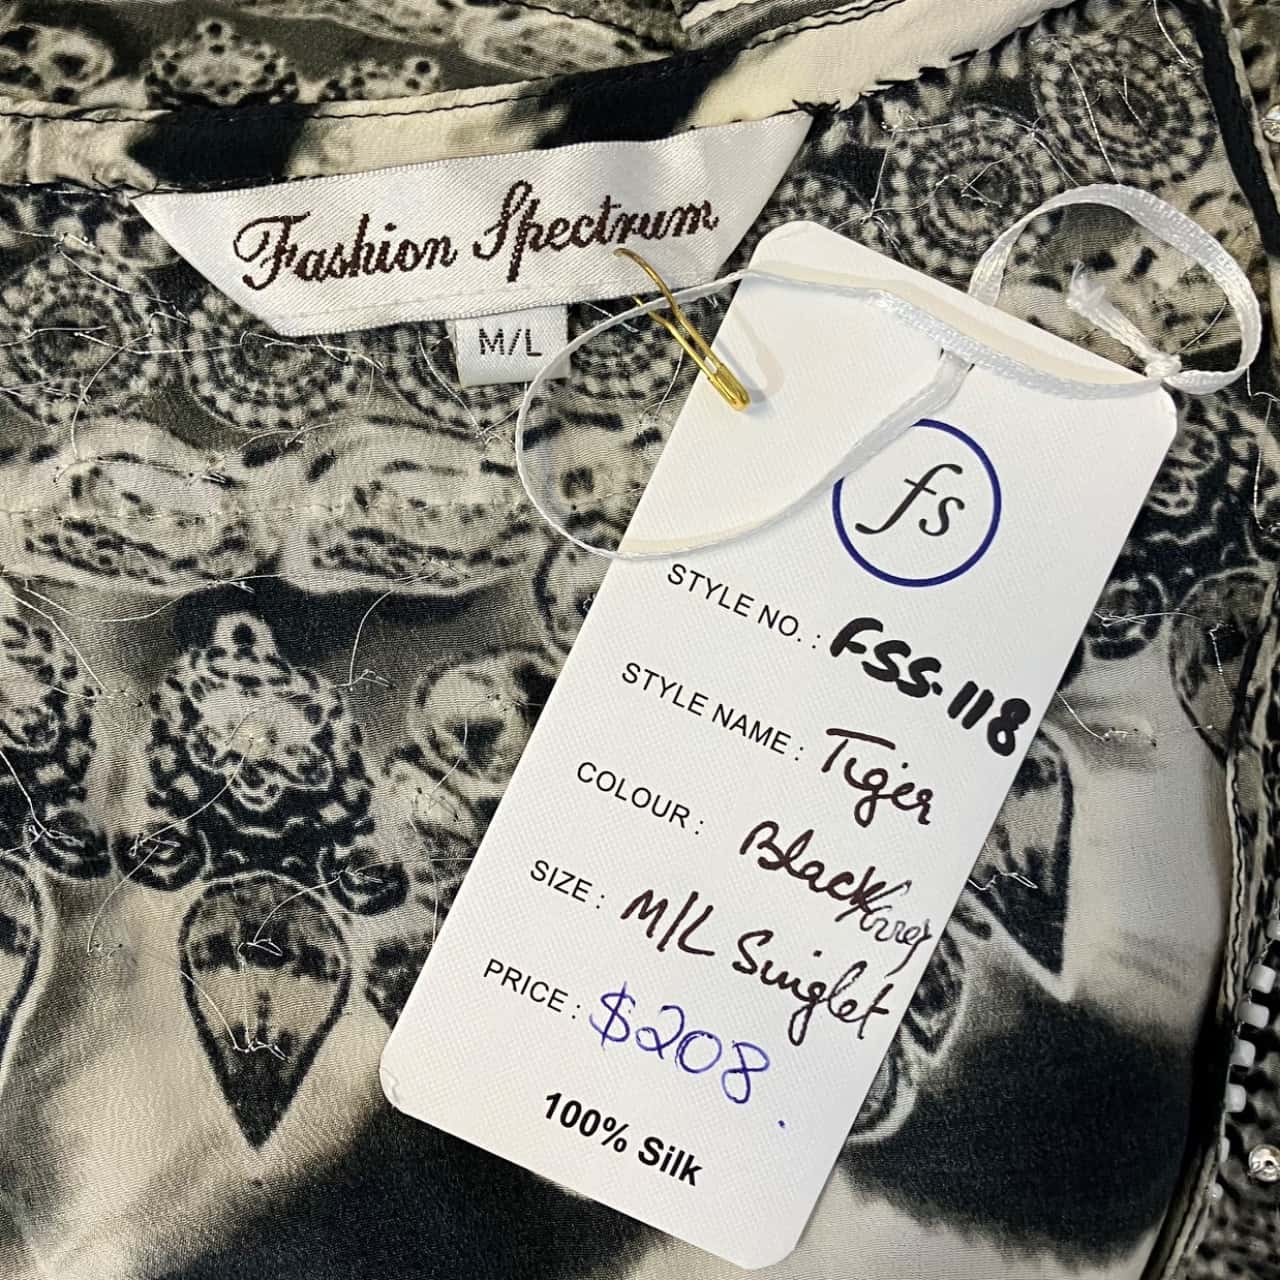 Fashion Spectrum
M/L
fs
STYLE NO. : FSS-118
STYLE NAME : Tiger
COLOUR : Black/Grey
SIZE : M/L Singlet
PRICE : $208.
100% Silk